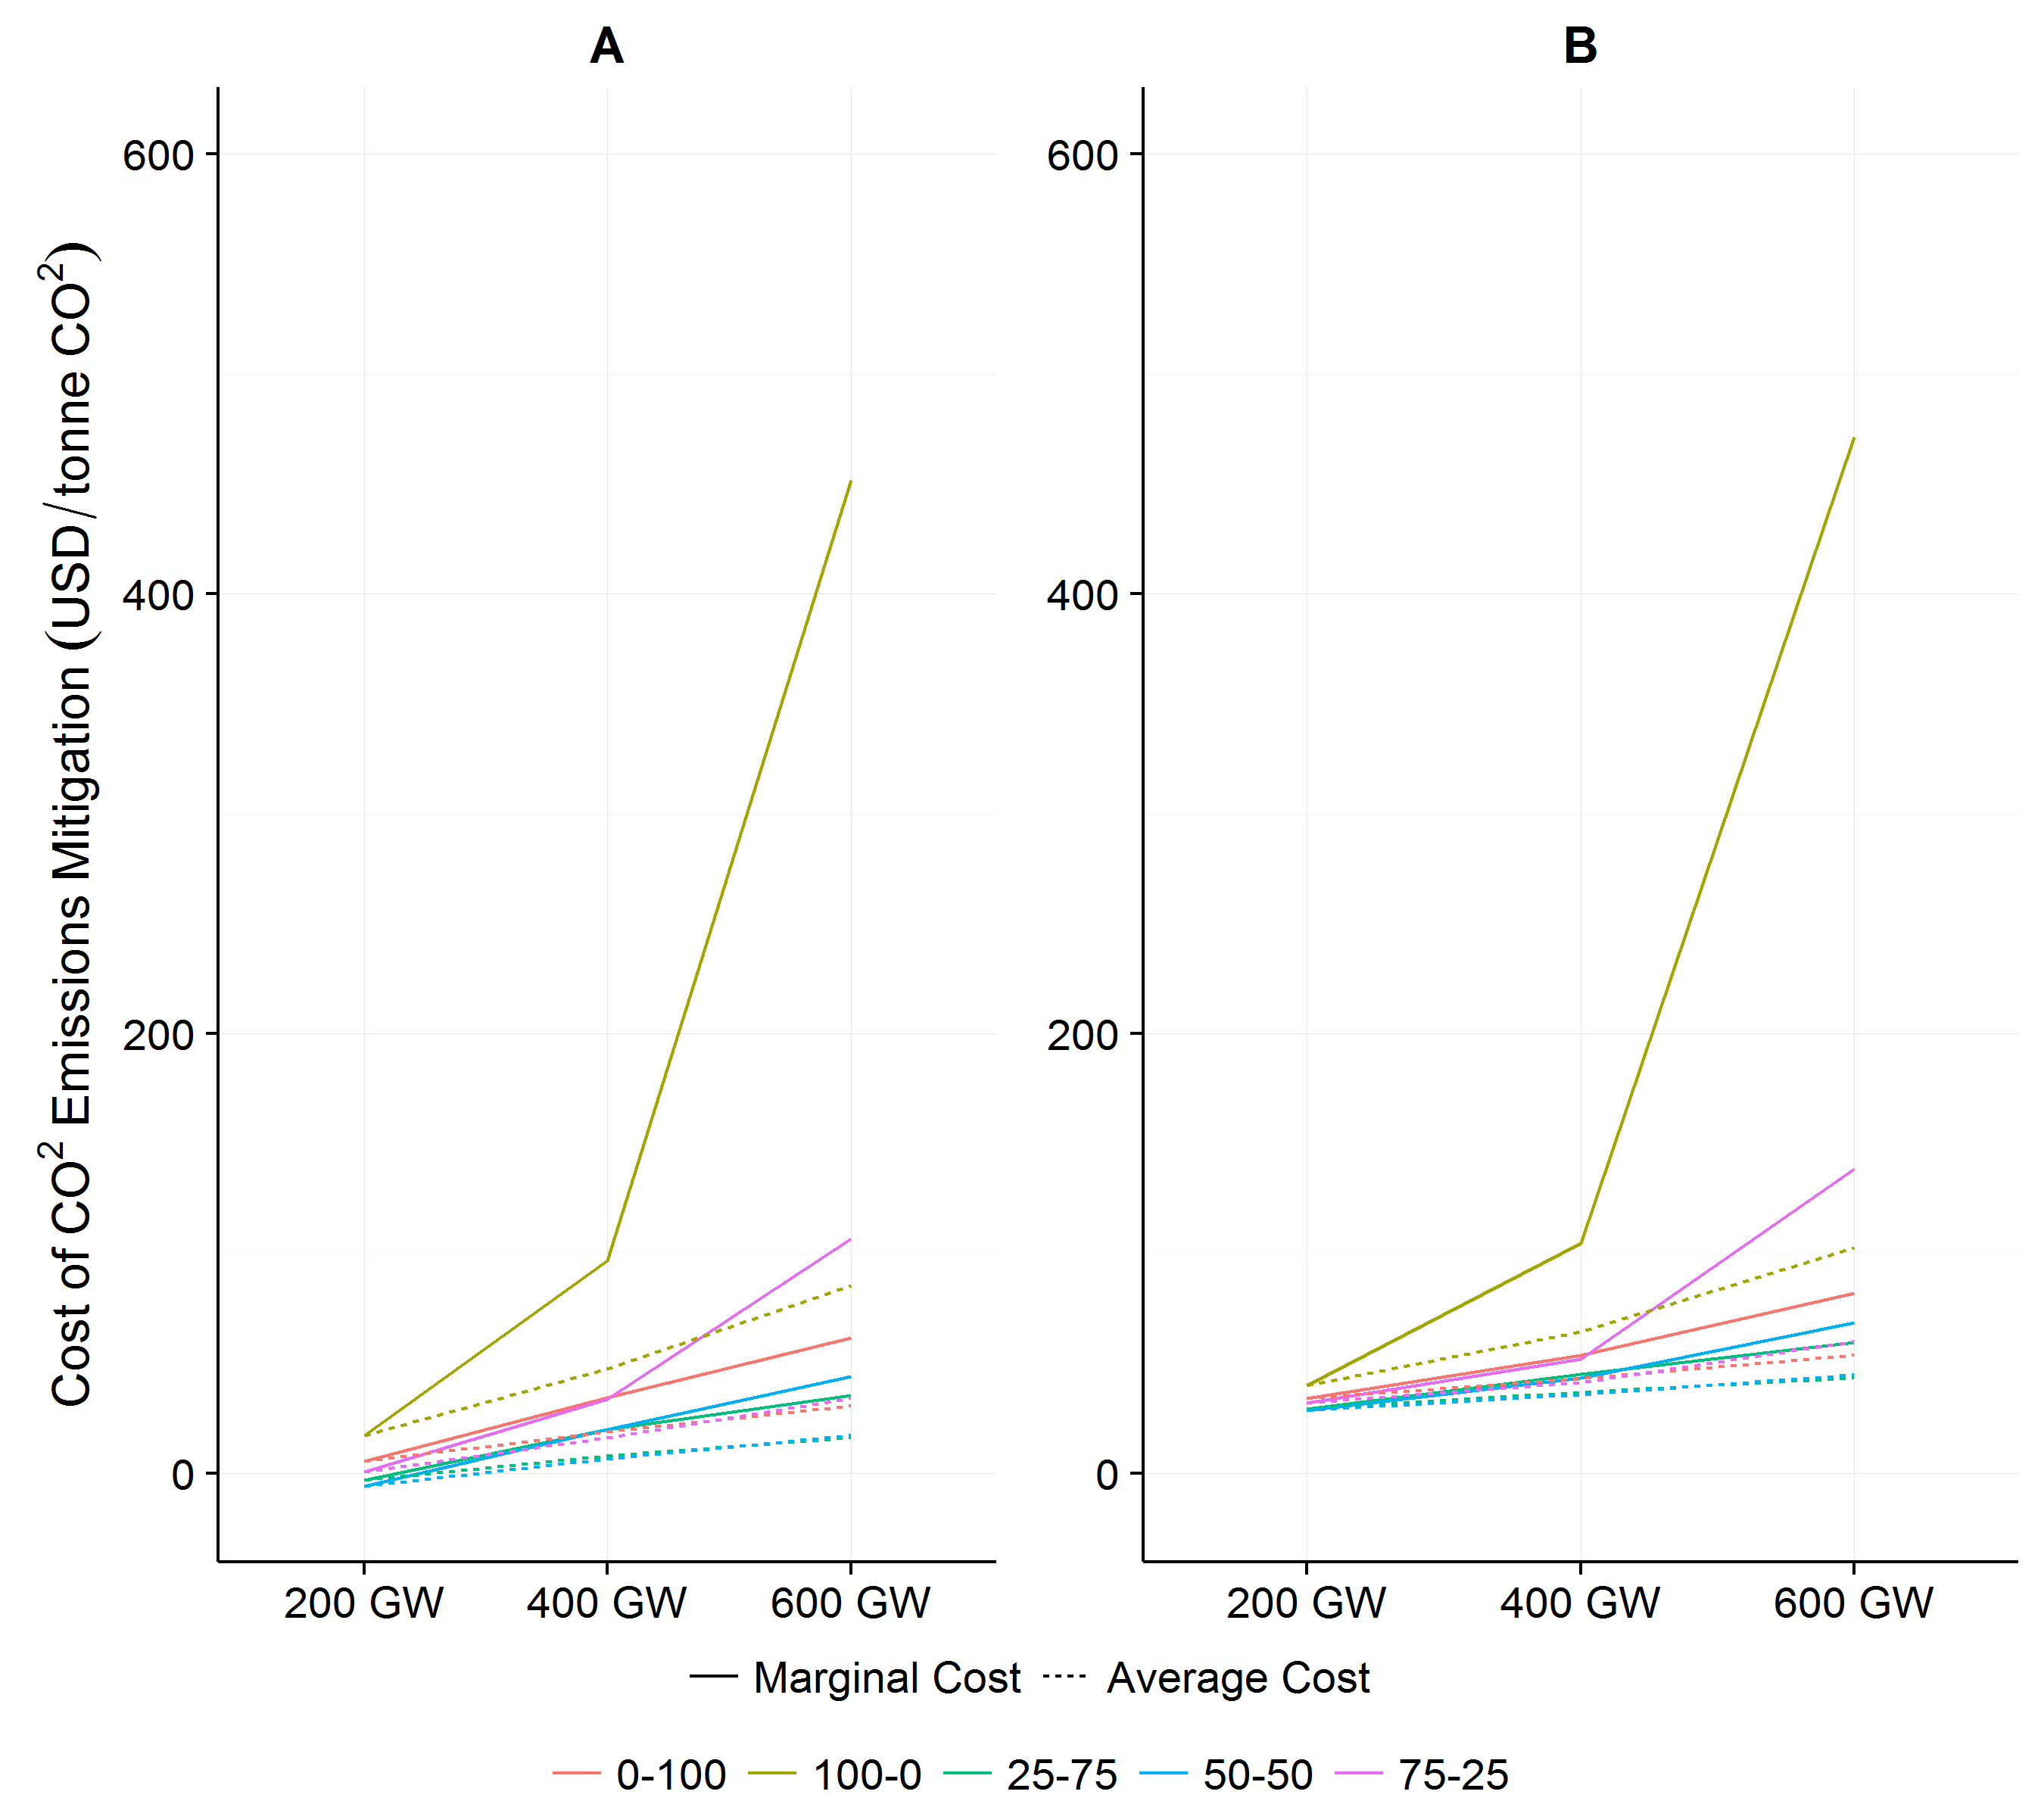 A
B
Cost of CO² Emissions Mitigation (USD/tonne CO²)
600
400
200
0
600
400
200
0
200 GW 400 GW 600 GW
200 GW 400 GW 600 GW
Marginal Cost Average Cost
0-100 100-0 25-75 50-50 75-25